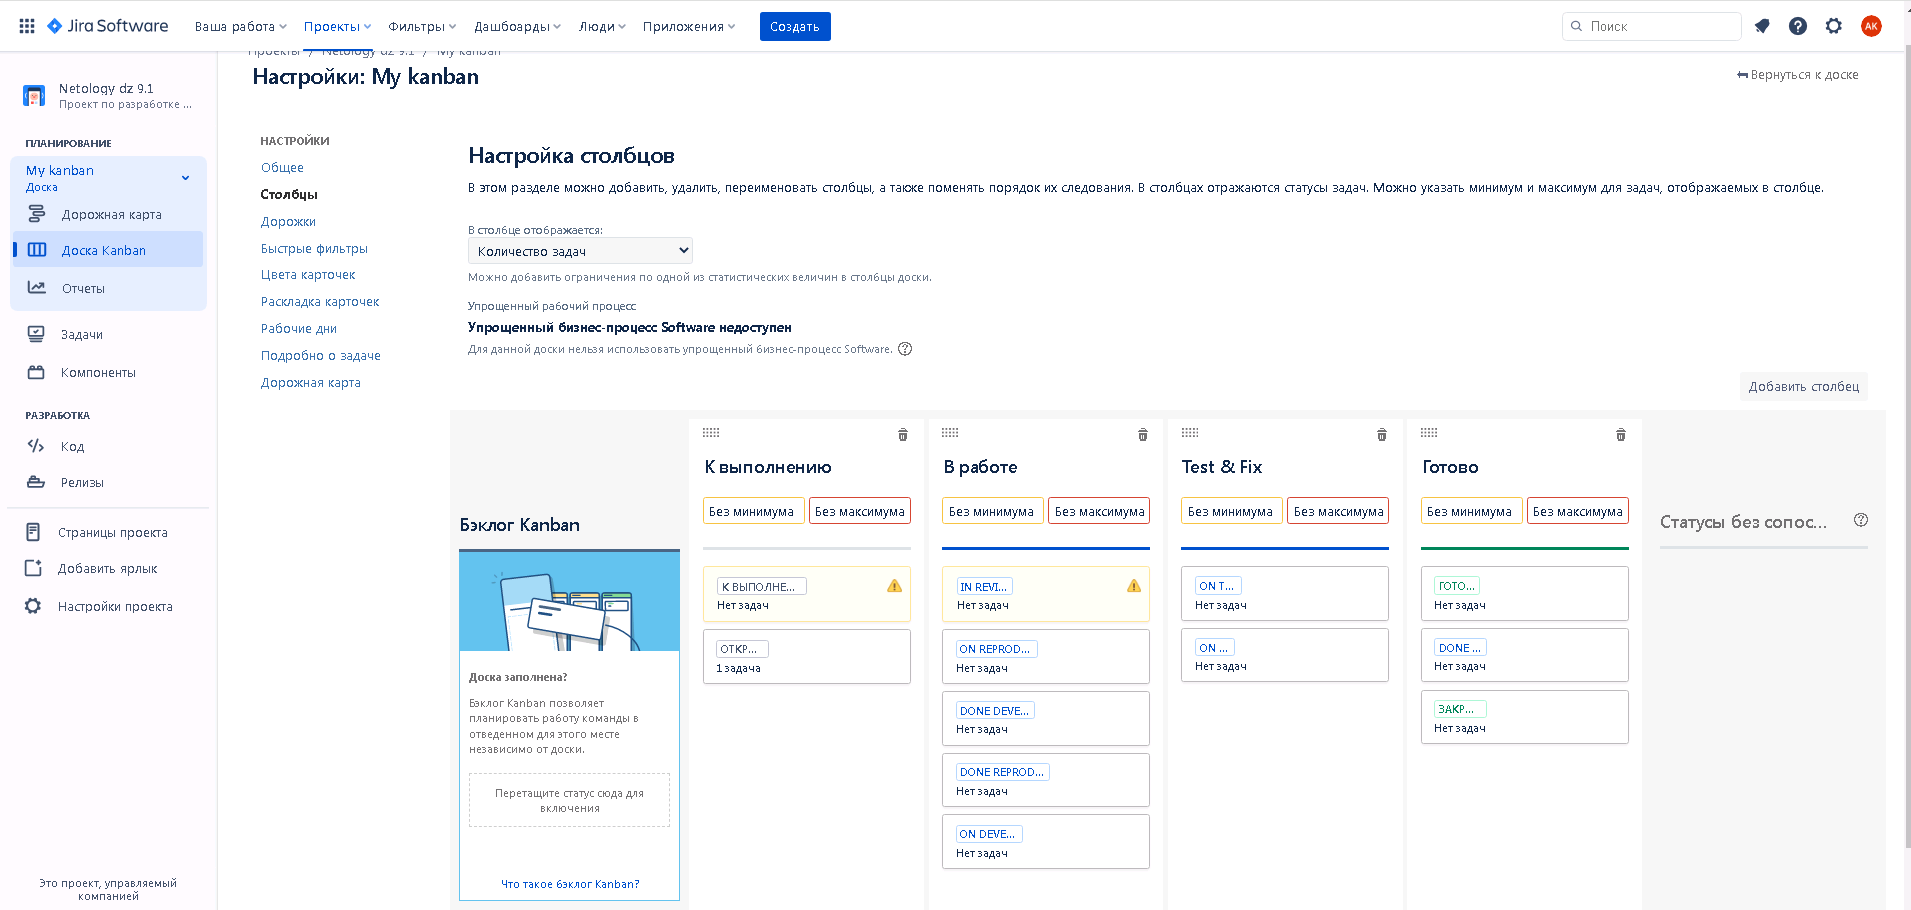 Jira Software
Ваша работа
Проекты
Фильтры
Дашбоарды
Люди
Приложения
Создать
Поиск
АК
Проекты / Netology dz 9.1 / My kanban
Настройки: My kanban
Вернуться к доске
Netology dz 9.1
Проект по разработке ...
ПЛАНИРОВАНИЕ
My kanban
Доска
Дорожная карта
Доска Kanban
Отчеты
Задачи
Компоненты
РАЗРАБОТКА
Код
Релизы
Страницы проекта
Добавить ярлык
Настройки проекта
Это проект, управляемый
компанией
НАСТРОЙКИ
Общее
Столбцы
Дорожки
Быстрые фильтры
Цвета карточек
Раскладка карточек
Рабочие дни
Подробно о задаче
Дорожная карта
Настройка столбцов
В этом разделе можно добавить, удалить, переименовать столбцы, а также поменять порядок их следования. В столбцах отражаются статусы задач. Можно указать минимум и максимум для задач, отображаемых в столбце.
В столбце отображается:
Количество задач
Можно добавить ограничения по одной из статистических величин в столбцы доски.
Упрощенный рабочий процесс
Упрощенный бизнес-процесс Software недоступен
Для данной доски нельзя использовать упрощенный бизнес-процесс Software.
Добавить столбец
Бэклог Kanban
Доска заполнена?
Бэклог Kanban позволяет
планировать работу команды в
отведенном для этого месте
независимо от доски.
Перетащите статус сюда для
включения
Что такое бэклог Kanban?
К выполнению
Без минимума
Без максимума
К ВЫПОЛНЕ...
Нет задач
ОТКР...
1 задача
В работе
Без минимума
Без максимума
IN REVI...
Нет задач
ON REPROD...
Нет задач
DONE DEVE...
Нет задач
DONE REPROD...
Нет задач
ON DEVE...
Нет задач
Test & Fix
Без минимума
Без максимума
ON T...
Нет задач
ON ...
Нет задач
Готово
Без минимума
Без максимума
ГОТО...
Нет задач
DONE ...
Нет задач
ЗАКР...
Нет задач
Статусы без сопос...